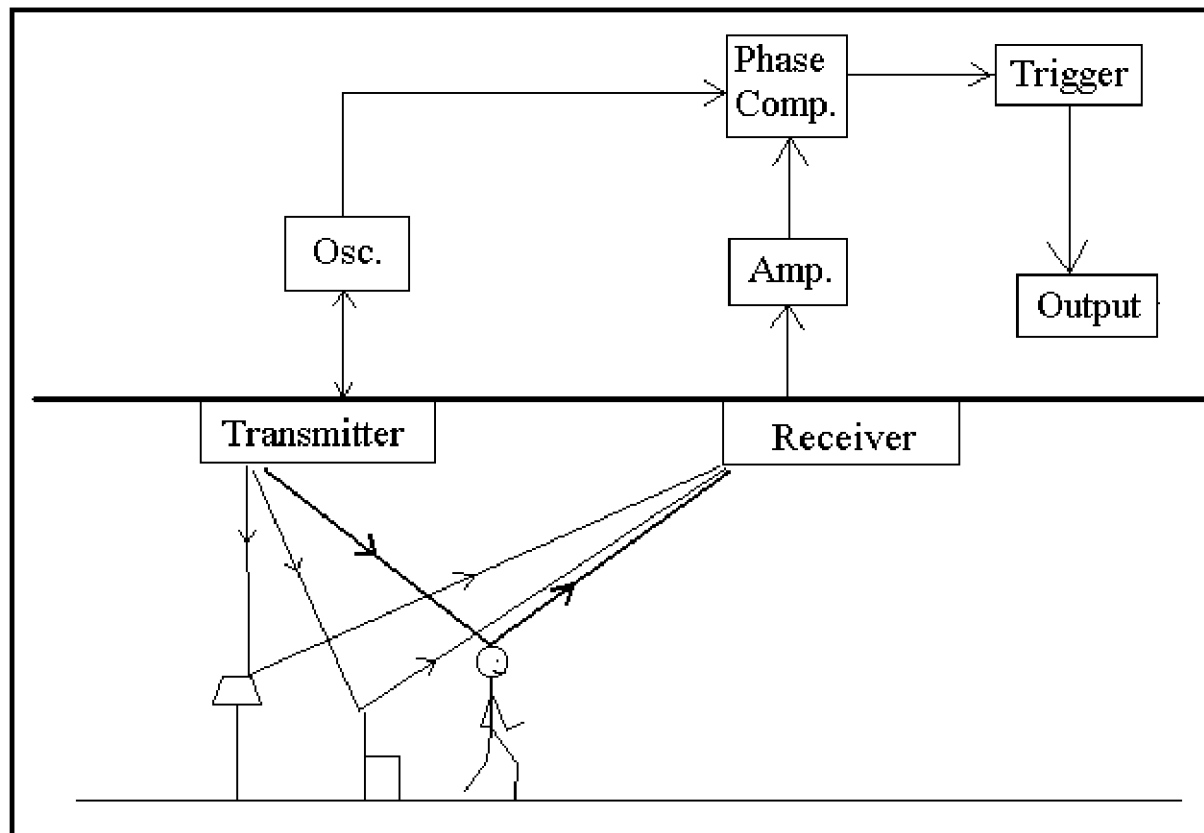 Phase
Comp.
Trigger
Osc.
Amp.
Output
Transmitter
Receiver